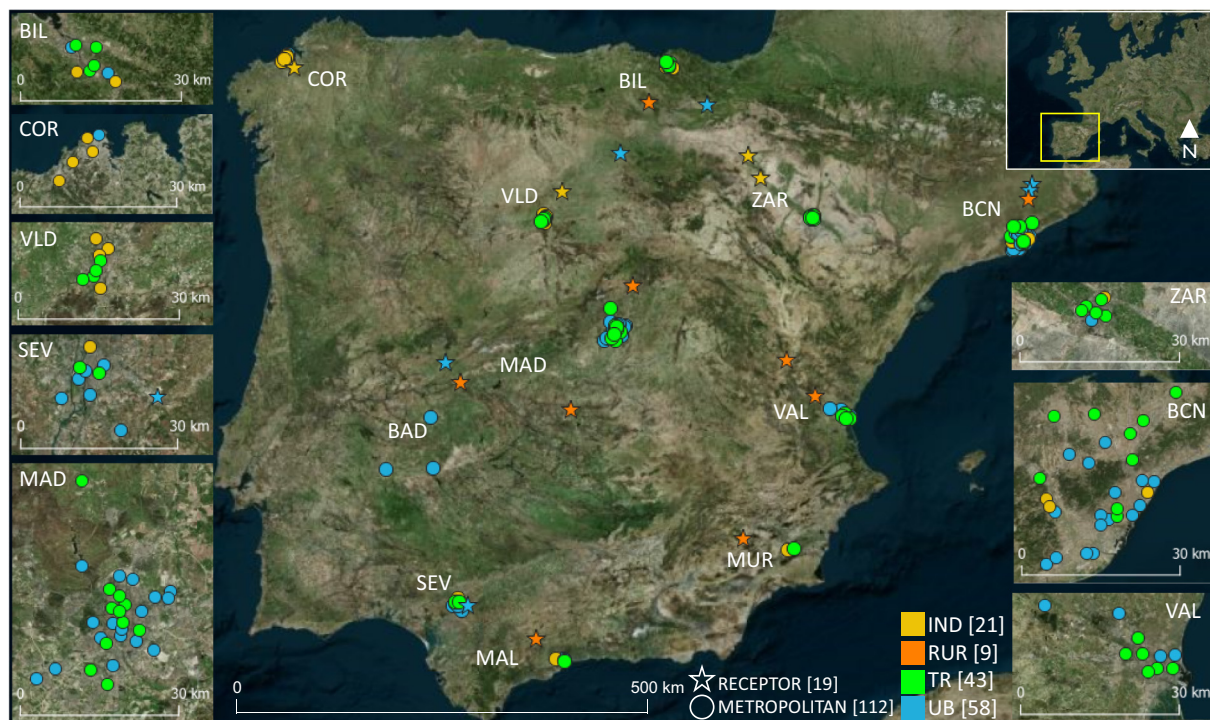 BIL
0
30 km
COR
0
30 km
VLD
0
30 km
SEV
0
30 km
MAD
0
30 km
COR
BIL
VLD
ZAR
BCN
MAD
BAD
VAL
MUR
SEV
MAL
0
500 km
RECEPTOR [19]
METROPOLITAN [112]
IND [21]
RUR [9]
TR [43]
UB [58]
N
ZAR
0
30 km
BCN
0
30 km
VAL
0
30 km